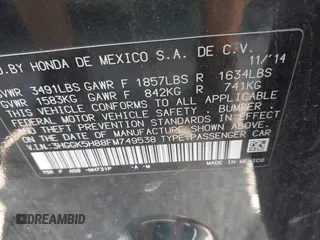 D.BY HONDA DE MEXICO S.A. DE C.V.
11/'14
GVWR 3491LBS GAWR F 1857LBS R 1634LBS
GVWR 1583KG GAWR F 842KG R 741KG
THIS VEHICLE CONFORMS TO ALL APPLICABLE
FEDERAL MOTOR VEHICLE SAFETY, BUMPER,
AND THEFT PREVENTION STANDARDS IN EFFECT ON
THE DATE OF MANUFACTURE SHOWN ABOVE.
V.I.N.:3HGGK5H88FM749538 TYPE:PASSENGER CAR
-A -M
MADE IN MEXICO
DREAMBID